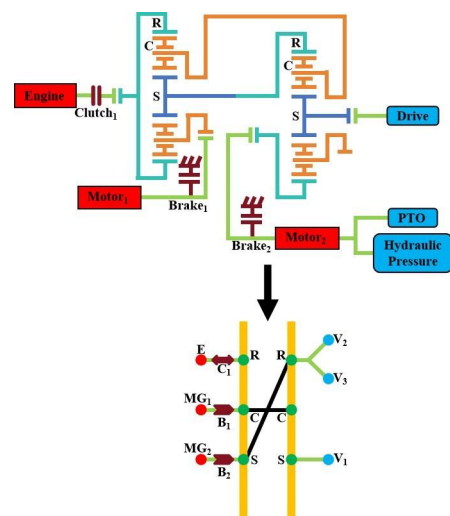 R
C
R
C
Engine
S
Drive
Clutch1
S
Motor1
Brake1
PTO
Brake2
Motor2
Hydraulic
Pressure
V2
E
R
R
C1
V3
MG1
C
C
B1
MG2
S
S
V1
B2